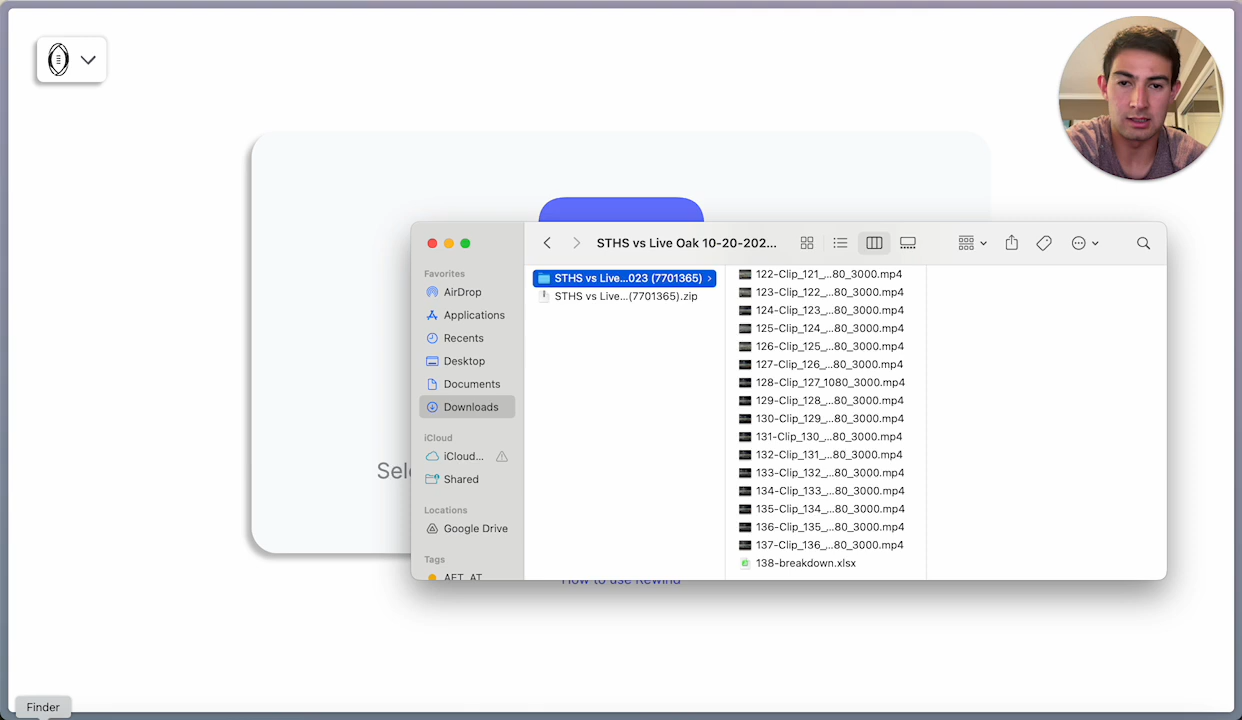 STHS vs Live Oak 10-20-202...
Favorites
AirDrop
Applications
Recents
Desktop
Documents
Downloads
iCloud
iCloud...
Shared
Locations
Google Drive
Tags
AFT_AT
STHS vs Live...023 (7701365)
STHS vs Live...(7701365).zip
122-Clip_121_...80_3000.mp4
123-Clip_122_...80_3000.mp4
124-Clip_123_...80_3000.mp4
125-Clip_124_...80_3000.mp4
126-Clip_125_...80_3000.mp4
127-Clip_126_...80_3000.mp4
128-Clip_127_1080_3000.mp4
129-Clip_128_...80_3000.mp4
130-Clip_129_...80_3000.mp4
131-Clip_130_...80_3000.mp4
132-Clip_131_...80_3000.mp4
133-Clip_132_...80_3000.mp4
134-Clip_133_...80_3000.mp4
135-Clip_134_...80_3000.mp4
136-Clip_135_...80_3000.mp4
137-Clip_136_...80_3000.mp4
138-breakdown.xlsx
How to use Rewind
Finder